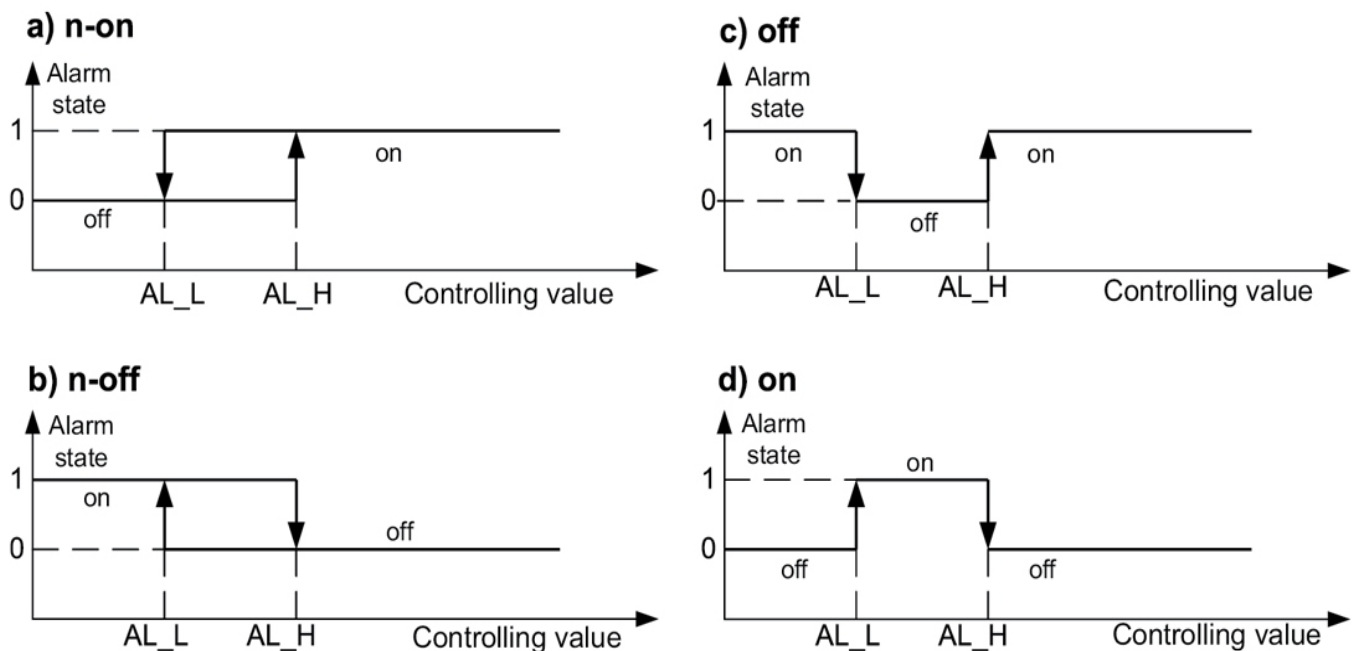 a) n-on
Alarm
state
1
on
0
off
AL_L
AL_H
Controlling value
b) n-off
Alarm
state
1
on
off
0
AL_L
AL_H
Controlling value
c) off
Alarm
state
1
on
on
0
off
AL_L
AL_H
Controlling value
d) on
Alarm
state
on
1
0
off
off
AL_L
AL_H
Controlling value